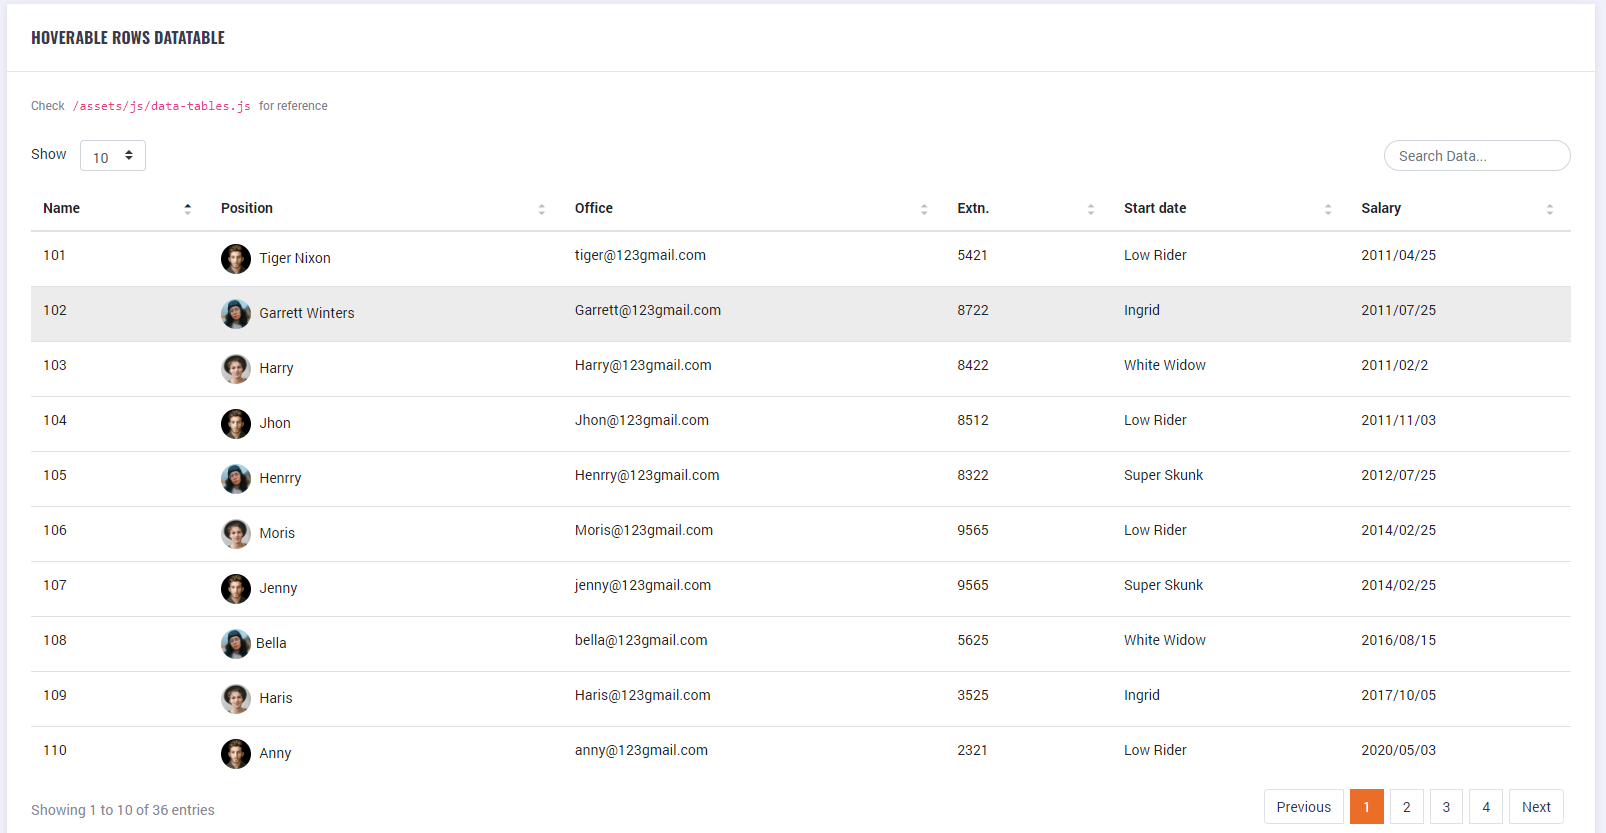 HOVERABLE ROWS DATATABLE
Check /assets/js/data-tables.js for reference
Show 10 Search Data...
Name Position Office Extn. Start date Salary
101 Tiger Nixon tiger@123gmail.com 5421 Low Rider 2011/04/25
102 Garrett Winters Garrett@123gmail.com 8722 Ingrid 2011/07/25
103 Harry Harry@123gmail.com 8422 White Widow 2011/02/2
104 Jhon Jhon@123gmail.com 8512 Low Rider 2011/11/03
105 Henrry Henrry@123gmail.com 8322 Super Skunk 2012/07/25
106 Moris Moris@123gmail.com 9565 Low Rider 2014/02/25
107 Jenny jenny@123gmail.com 9565 Super Skunk 2014/02/25
108 Bella bella@123gmail.com 5625 White Widow 2016/08/15
109 Haris Haris@123gmail.com 3525 Ingrid 2017/10/05
110 Anny anny@123gmail.com 2321 Low Rider 2020/05/03
Showing 1 to 10 of 36 entries Previous 1 2 3 4 Next